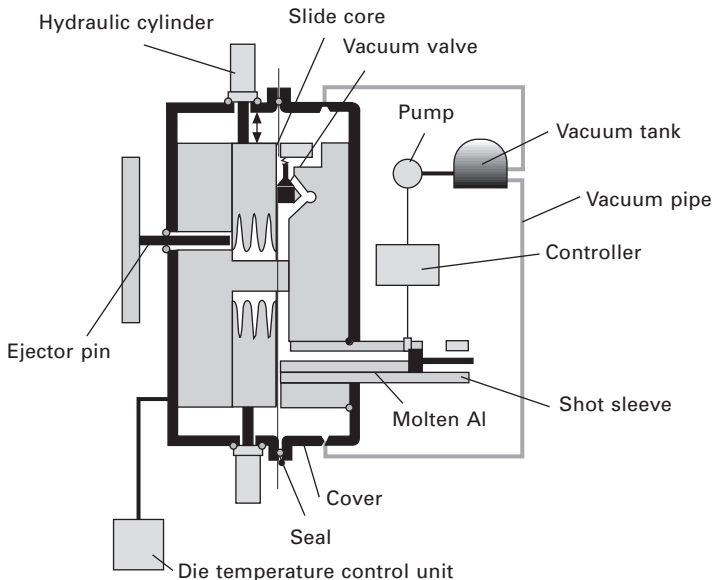 Slide core
Hydraulic cylinder
Vacuum valve
Pump
Vacuum tank
Vacuum pipe
Controller
Ejector pin
Shot sleeve
Molten Al
Cover
Seal
Die temperature control unit